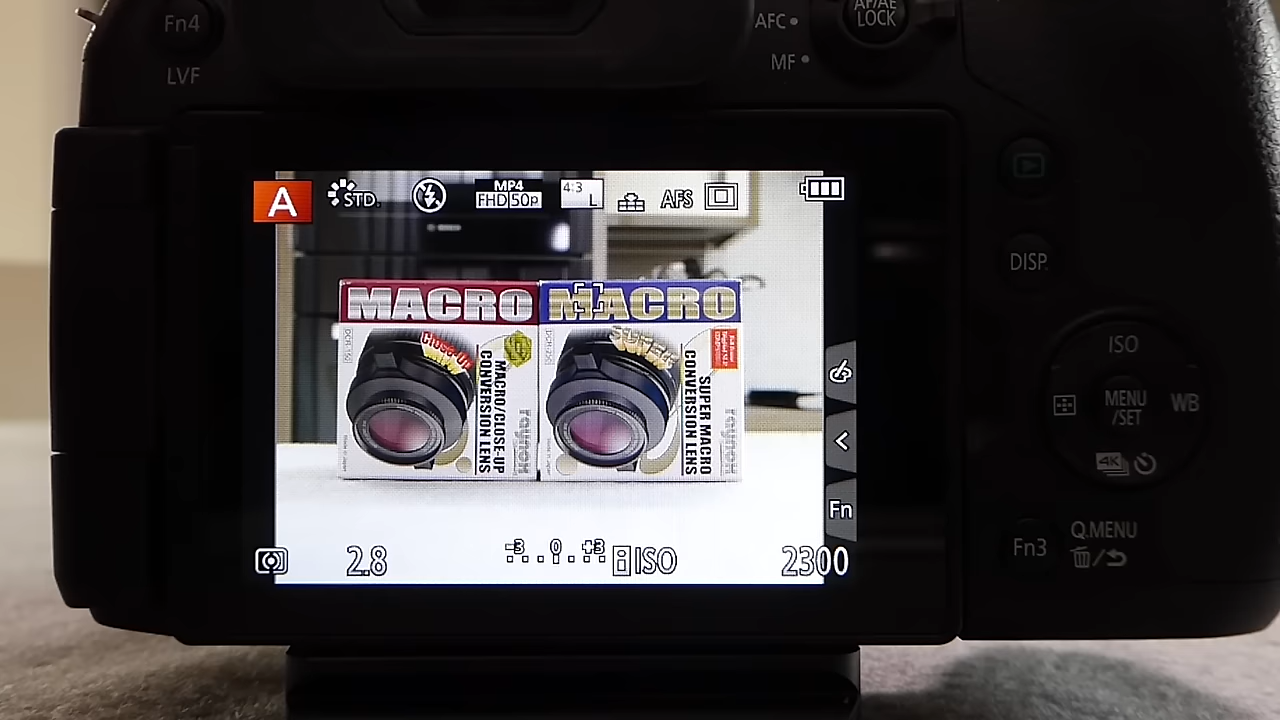 Fn4
LVF
AFC
MF
AF/AE
LOCK
A
STD.
MP4
FHD 50p
4:3
L
AFS
MACRO
MACRO
Close-Up
MACRO/CLOSE-UP
CONVERSION LENS
Raynox
SUPER
SUPER MACRO
CONVERSION LENS
Raynox
Fn
2.8
-3 0 +3
ISO
2300
DISP.
ISO
MENU
/SET
WB
4K
Fn3
Q.MENU